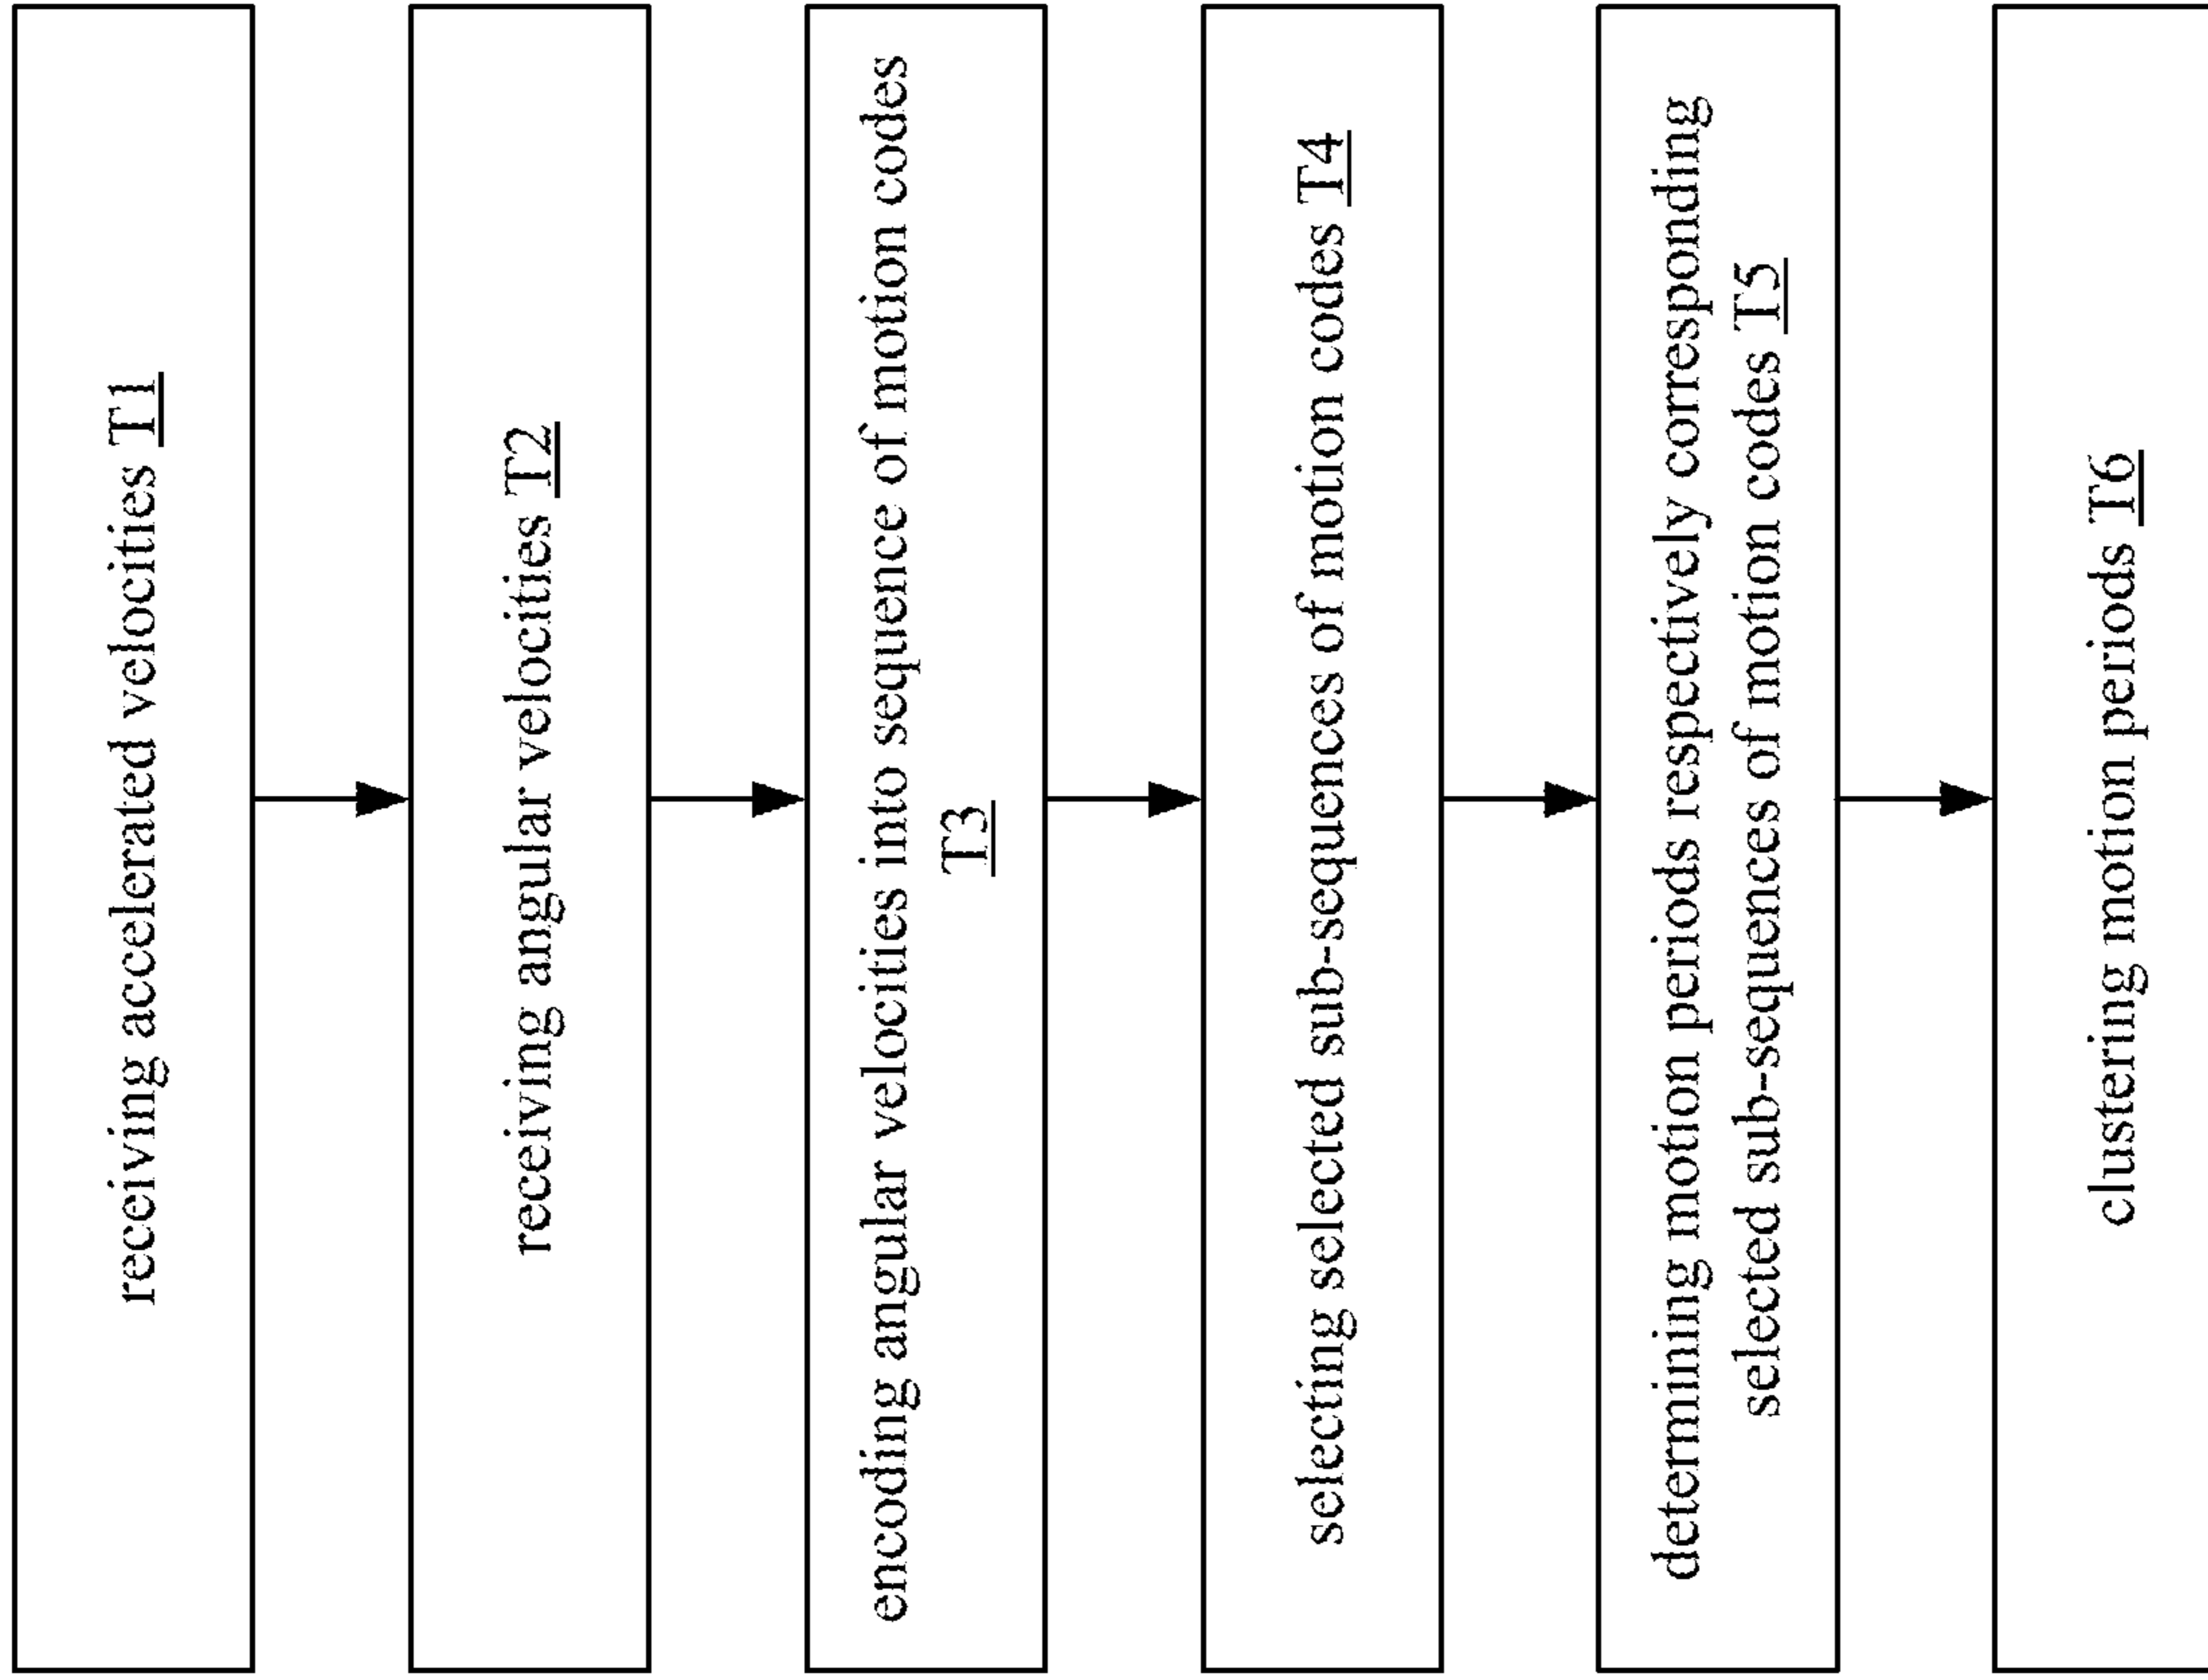 receiving accelerated velocities T1
receiving angular velocities T2
encoding angular velocities into sequence of motion codes
T3
selecting selected sub-sequences of motion codes T4
determining motion periods respectively corresponding
selected sub-sequences of motion codes T5
clustering motion periods T6